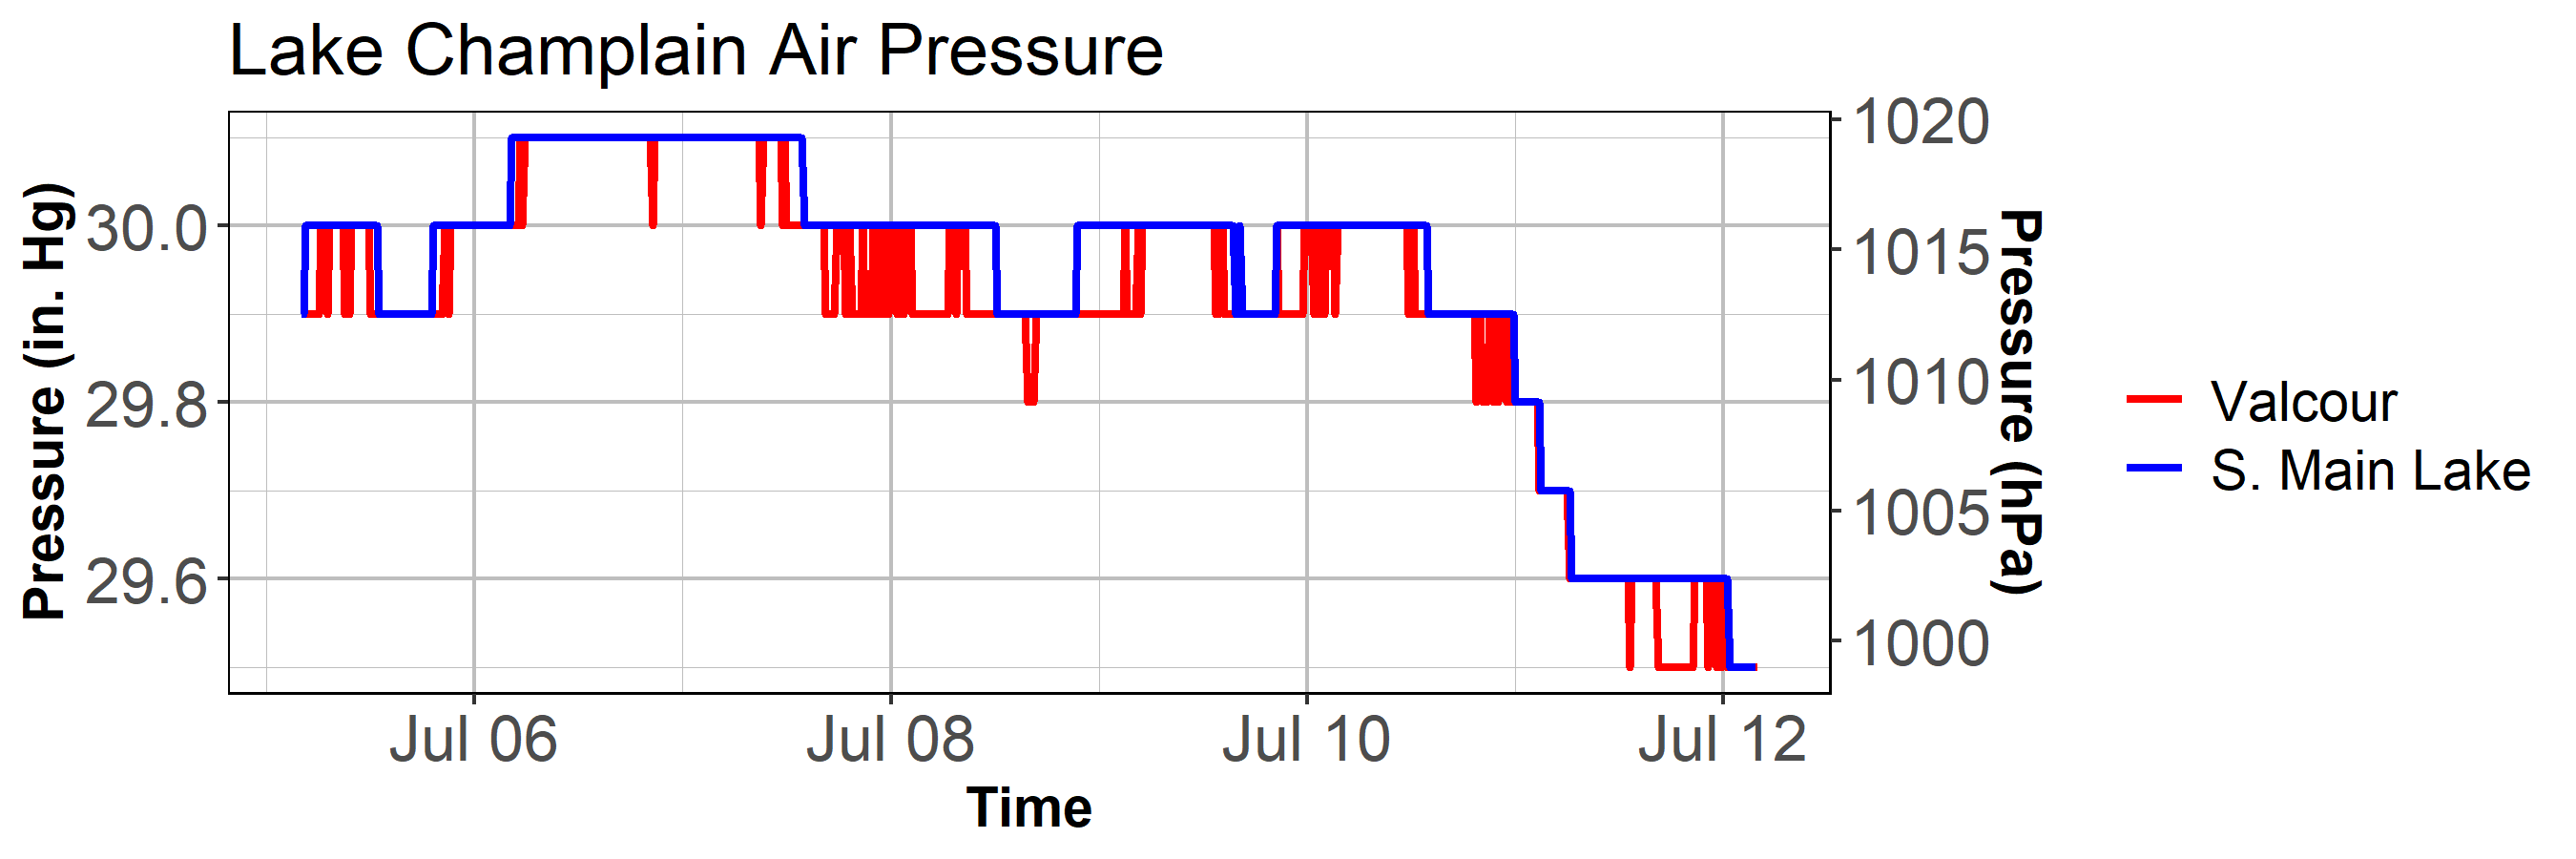 Lake Champlain Air Pressure
Pressure (in. Hg)
30.0
29.8
29.6
1020
1015
1010
1005
1000
Pressure (hPa)
Jul 06
Jul 08
Jul 10
Jul 12
Time
Valcour
S. Main Lake